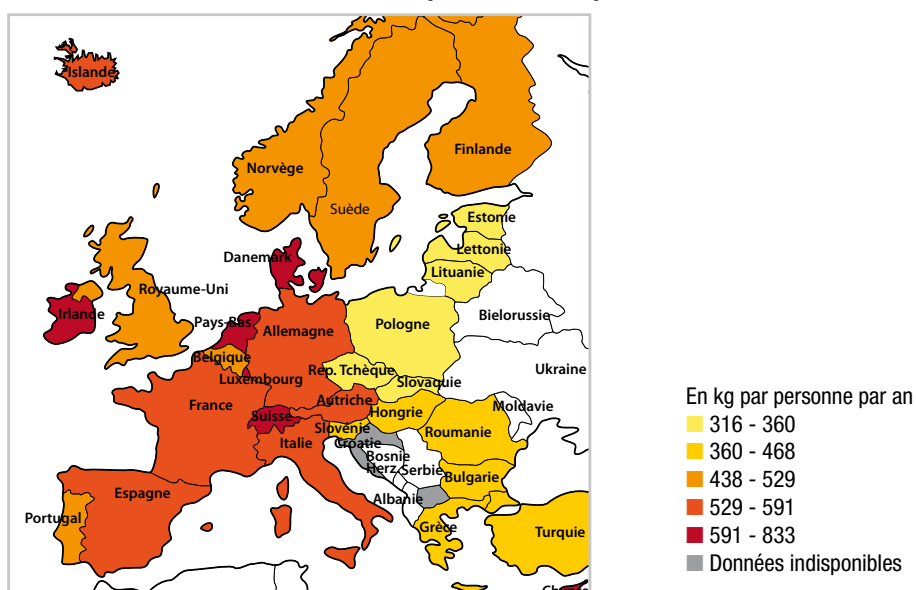 Islande
Norvège
Finlande
Suède
Estonie
Lettonie
Lituanie
Danemark
Royaume-Uni
Irlande
Pays-Bas
Allemagne
Pologne
Bielorussie
Belgique
Luxembourg
Rep. Tchèque
Slovaquie
Ukraine
France
Autriche
Hongrie
Moldavie
Suisse
Slovénie
Roumanie
Italie
Croatie
Bosnie
Herz.
Serbie
Bulgarie
Espagne
Albanie
Portugal
Grèce
Turquie
En kg par personne par an
316 - 360
360 - 468
438 - 529
529 - 591
591 - 833
Données indisponibles